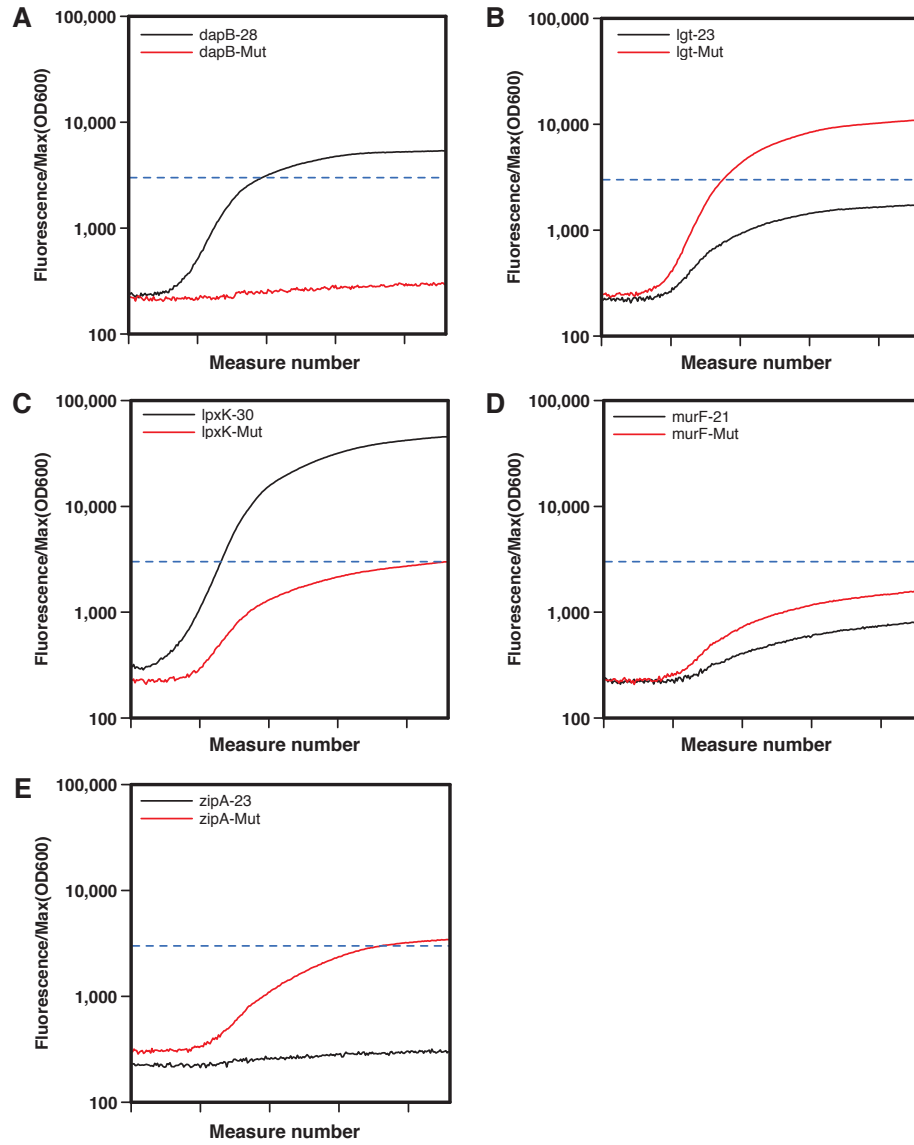 A
100,000
10,000
1,000
100
Fluorescence/Max(OD600)
dapB-28
dapB-Mut
Measure number
B
100,000
10,000
1,000
100
Fluorescence/Max(OD600)
lgt-23
lgt-Mut
Measure number
C
100,000
10,000
1,000
100
Fluorescence/Max(OD600)
lpxK-30
lpxK-Mut
Measure number
D
100,000
10,000
1,000
100
Fluorescence/Max(OD600)
murF-21
murF-Mut
Measure number
E
100,000
10,000
1,000
100
Fluorescence/Max(OD600)
zipA-23
zipA-Mut
Measure number